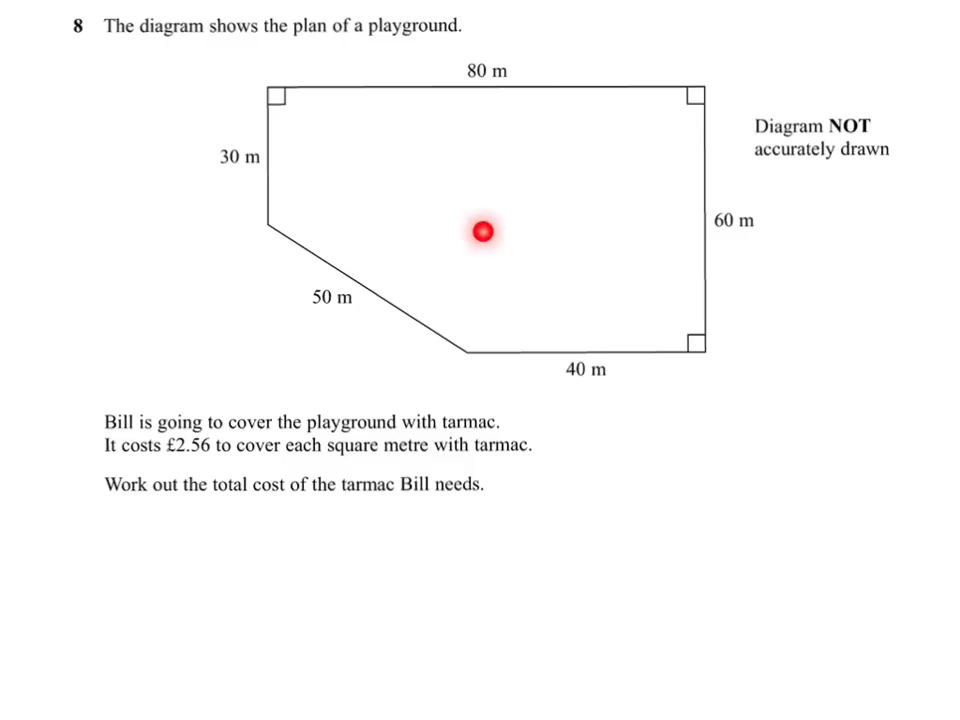 8 The diagram shows the plan of a playground.
80 m
Diagram NOT
accurately drawn
30 m
60 m
50 m
40 m
Bill is going to cover the playground with tarmac.
It costs £2.56 to cover each square metre with tarmac.
Work out the total cost of the tarmac Bill needs.